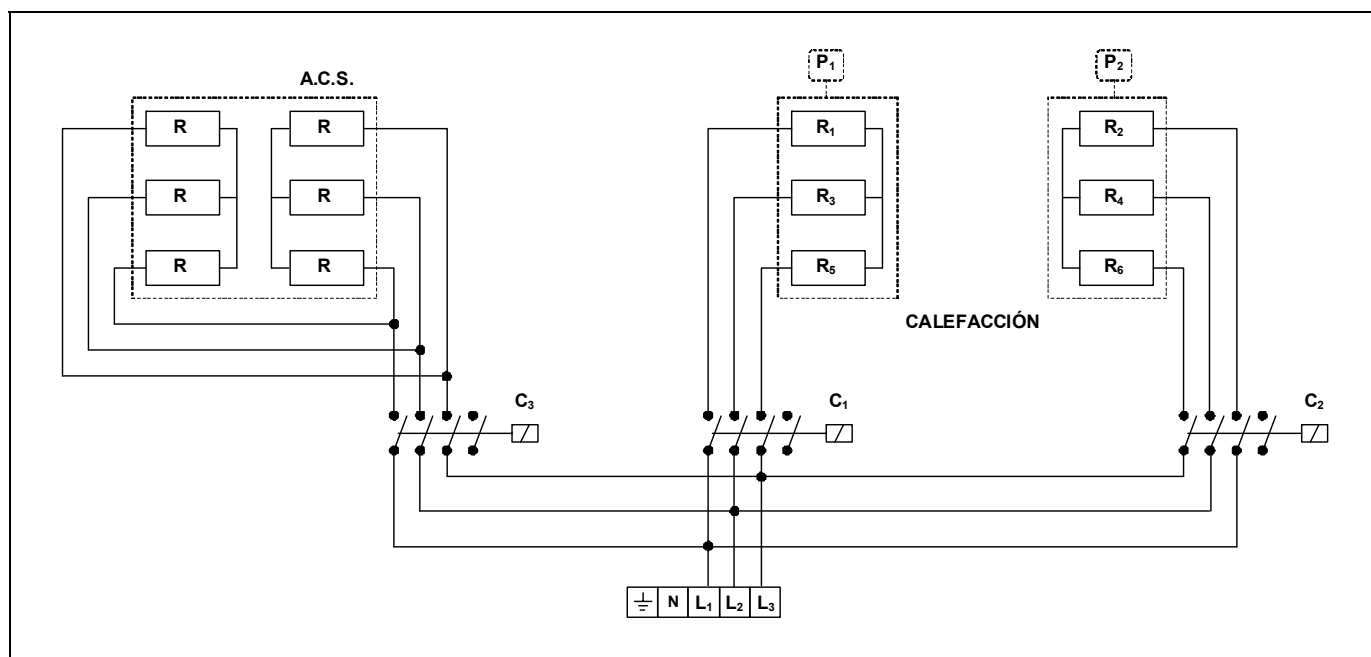 P₁
P₂
A.C.S.
R
R
R₁
R₂
R
R
R₃
R₄
R
R
R₅
R₆
CALEFACCIÓN
C₃
C₁
C₂
N
L₁
L₂
L₃